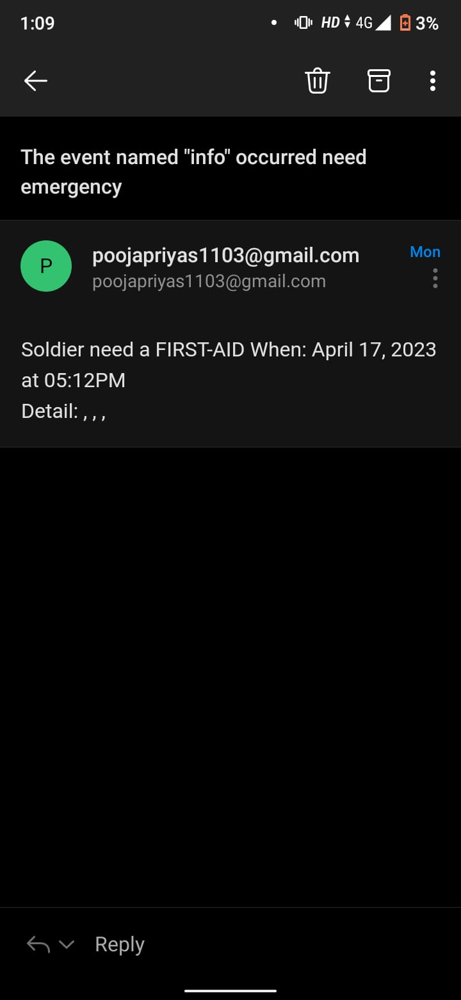 1:09 HD 4G 3%
The event named "info" occurred need
emergency
P
poojapriyas1103@gmail.com
Mon
poojapriyas1103@gmail.com
Soldier need a FIRST-AID When: April 17, 2023
at 05:12PM
Detail: , , ,
Reply